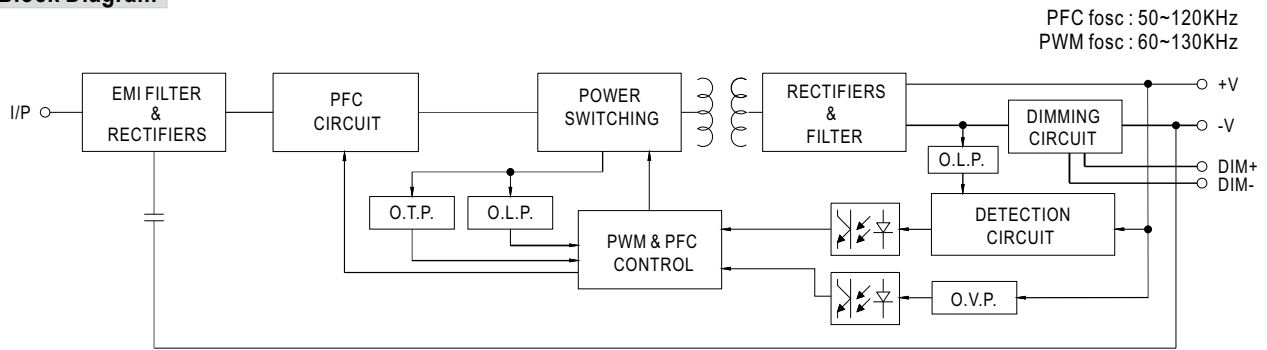 Block Diagram
PFC fosc : 50~120KHz
PWM fosc : 60~130KHz
I/P
EMI FILTER
&
RECTIFIERS
PFC
CIRCUIT
POWER
SWITCHING
RECTIFIERS
&
FILTER
DIMMING
CIRCUIT
+V
-V
DIM+
DIM-
O.L.P.
O.T.P.
O.L.P.
PWM & PFC
CONTROL
DETECTION
CIRCUIT
O.V.P.